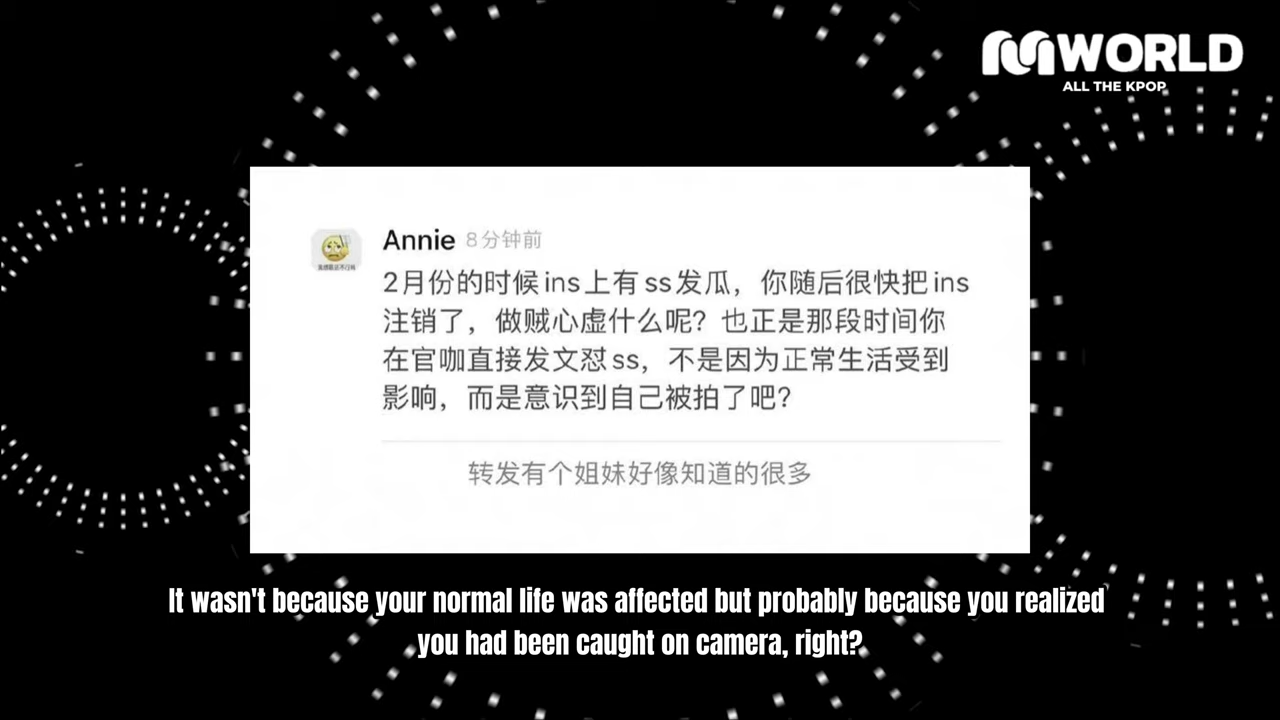 WORLD
ALL THE KPOP
Annie 8分钟前
2月份的时候ins上有ss发瓜，你随后很快把ins
注销了，做贼心虚什么呢？也正是那段时间你
在官咖直接发文怼ss，不是因为正常生活受到
影响，而是意识到自己被拍了吧？
转发有个姐妹好像知道的很多
It wasn't because your normal life was affected but probably because you realized
you had been caught on camera, right?